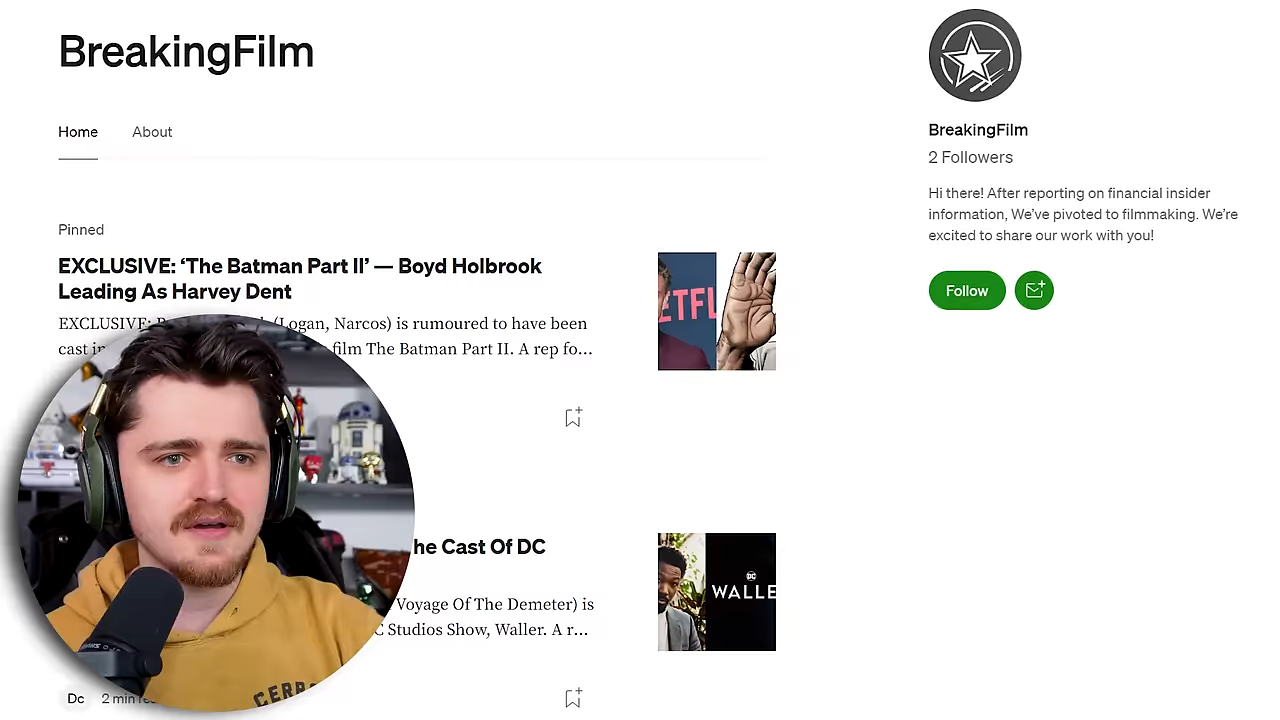 BreakingFilm
Home About
Pinned
EXCLUSIVE: ‘The Batman Part II’ — Boyd Holbrook
Leading As Harvey Dent
EXCLUSIVE: (Logan, Narcos) is rumoured to have been
cast in film The Batman Part II. A rep fo...
ETFL
he Cast Of DC
Voyage Of The Demeter) is
C Studios Show, Waller. A r...
DC
WALLE
Dc 2 min
CERR
BreakingFilm
2 Followers
Hi there! After reporting on financial insider
information, We’ve pivoted to filmmaking. We’re
excited to share our work with you!
Follow